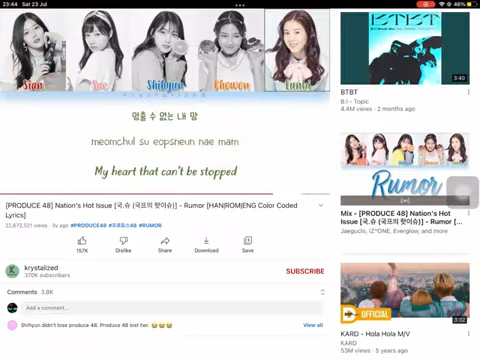 23:44 Sat 23 Jul
46%
Sian
Shihyun
Chowon
멈출 수 없는 내 맘
meomchul su eopsneun nae mam
My heart that can't be stopped
[PRODUCE 48] Nation's Hot Issue [국.슈 (국프의 핫이슈)] - Rumor [HAN|ROM|ENG Color Coded
Lyrics]
22,672,521 views · 3y ago #PRODUCE48 #프로듀스48 #RUMOR
157K
Dislike
Share
Download
Save
krystalized
370K subscribers
SUBSCRIBE
Comments 3.8K
Add a comment...
Shihyun didn't lose produce 48. Produce 48 lost her.
View all
BTBT
3:40
BTBT
B.I - Topic
4.4M views · 2 months ago
Rumor
Mix - [PRODUCE 48] Nation's Hot
Issue [국.슈 (국프의 핫이슈)] - Rumor [...
Jaeguchi, IZ*ONE, Everglow, and more
OFFICIAL
3:32
KARD - Hola Hola M/V
KARD
53M views · 5 years ago